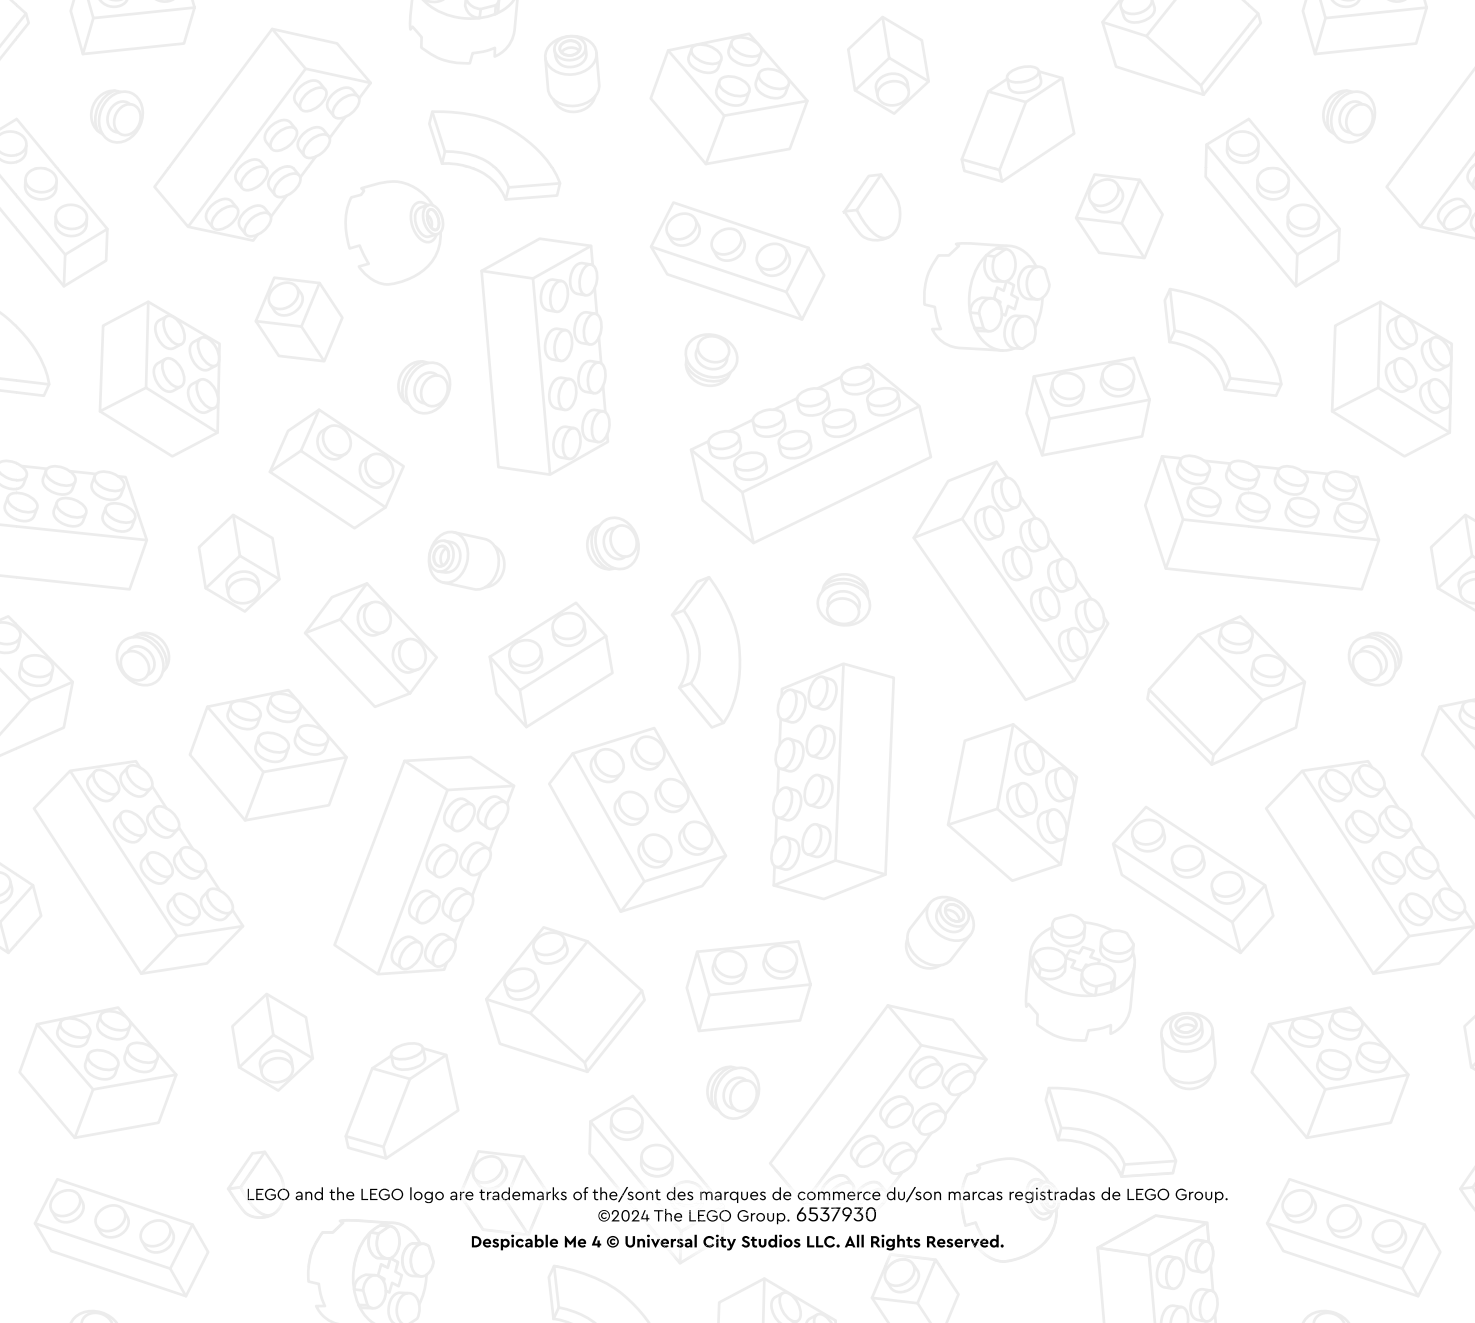 LEGO and the LEGO logo are trademarks of the/sont des marques de commerce du/son marcas registradas de LEGO Group.
©2024 The LEGO Group. 6537930
Despicable Me 4 © Universal City Studios LLC. All Rights Reserved.